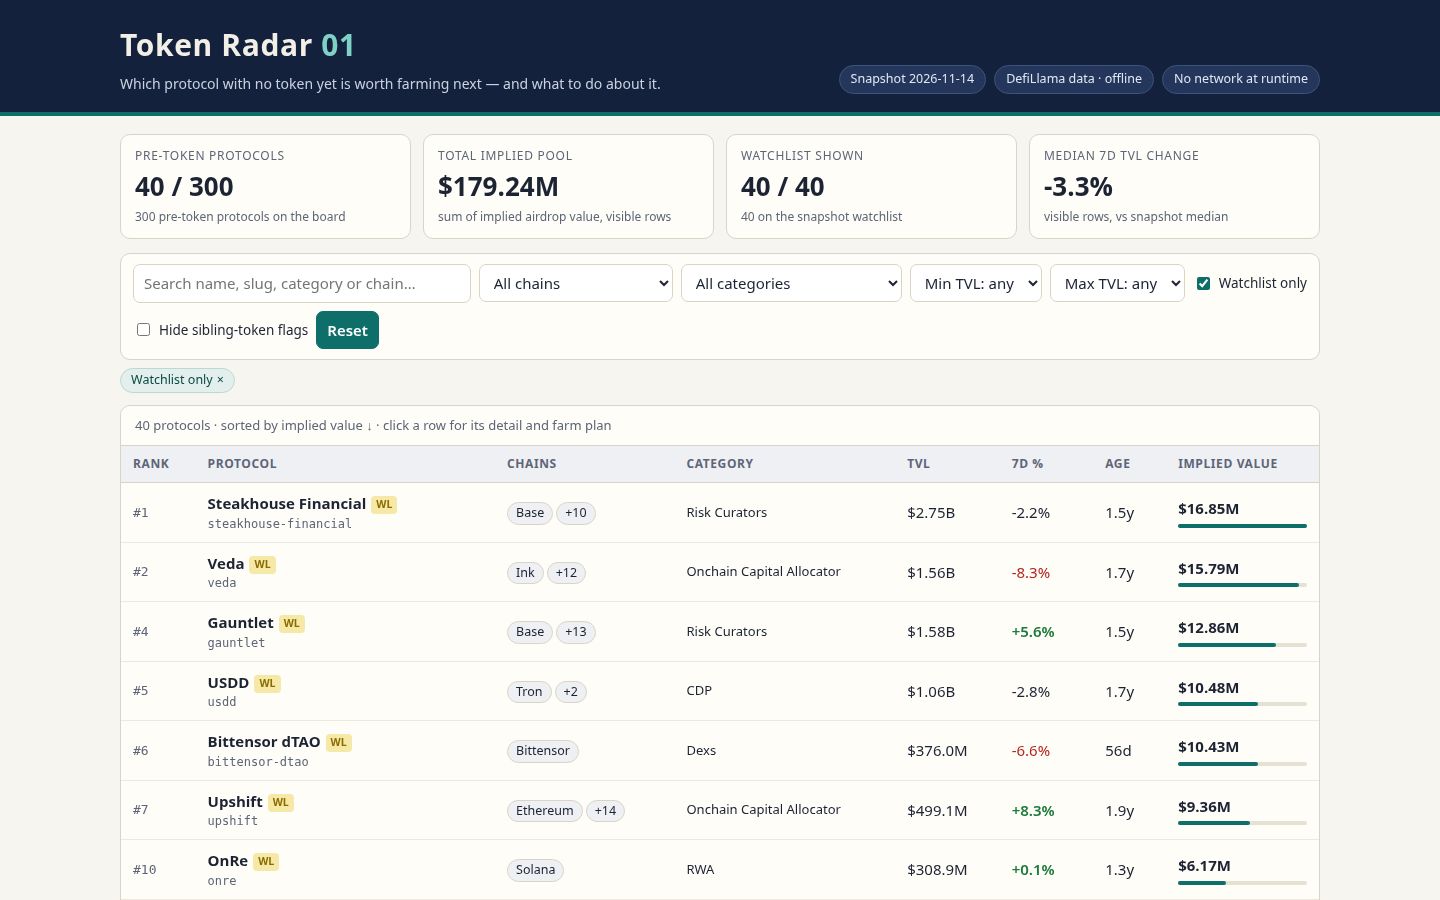 Token Radar 01
Which protocol with no token yet is worth farming next — and what to do about it.
Snapshot 2026-11-14
DefiLlama data · offline
No network at runtime
PRE-TOKEN PROTOCOLS
40 / 300
300 pre-token protocols on the board
TOTAL IMPLIED POOL
$179.24M
sum of implied airdrop value, visible rows
WATCHLIST SHOWN
40 / 40
40 on the snapshot watchlist
MEDIAN 7D TVL CHANGE
-3.3%
visible rows, vs snapshot median
Search name, slug, category or chain...
All chains
All categories
Min TVL: any
Max TVL: any
Watchlist only
Hide sibling-token flags
Reset
Watchlist only ×
40 protocols · sorted by implied value ↓ · click a row for its detail and farm plan
RANK PROTOCOL CHAINS CATEGORY TVL 7D % AGE IMPLIED VALUE
#1 Steakhouse Financial WL Base +10 Risk Curators $2.75B -2.2% 1.5y $16.85M
steakhouse-financial
#2 Veda WL Ink +12 Onchain Capital Allocator $1.56B -8.3% 1.7y $15.79M
veda
#4 Gauntlet WL Base +13 Risk Curators $1.58B +5.6% 1.5y $12.86M
gauntlet
#5 USDD WL Tron +2 CDP $1.06B -2.8% 1.7y $10.48M
usdd
#6 Bittensor dTAO WL Bittensor Dexs $376.0M -6.6% 56d $10.43M
bittensor-dtao
#7 Upshift WL Ethereum +14 Onchain Capital Allocator $499.1M +8.3% 1.9y $9.36M
upshift
#10 OnRe WL Solana RWA $308.9M +0.1% 1.3y $6.17M
onre